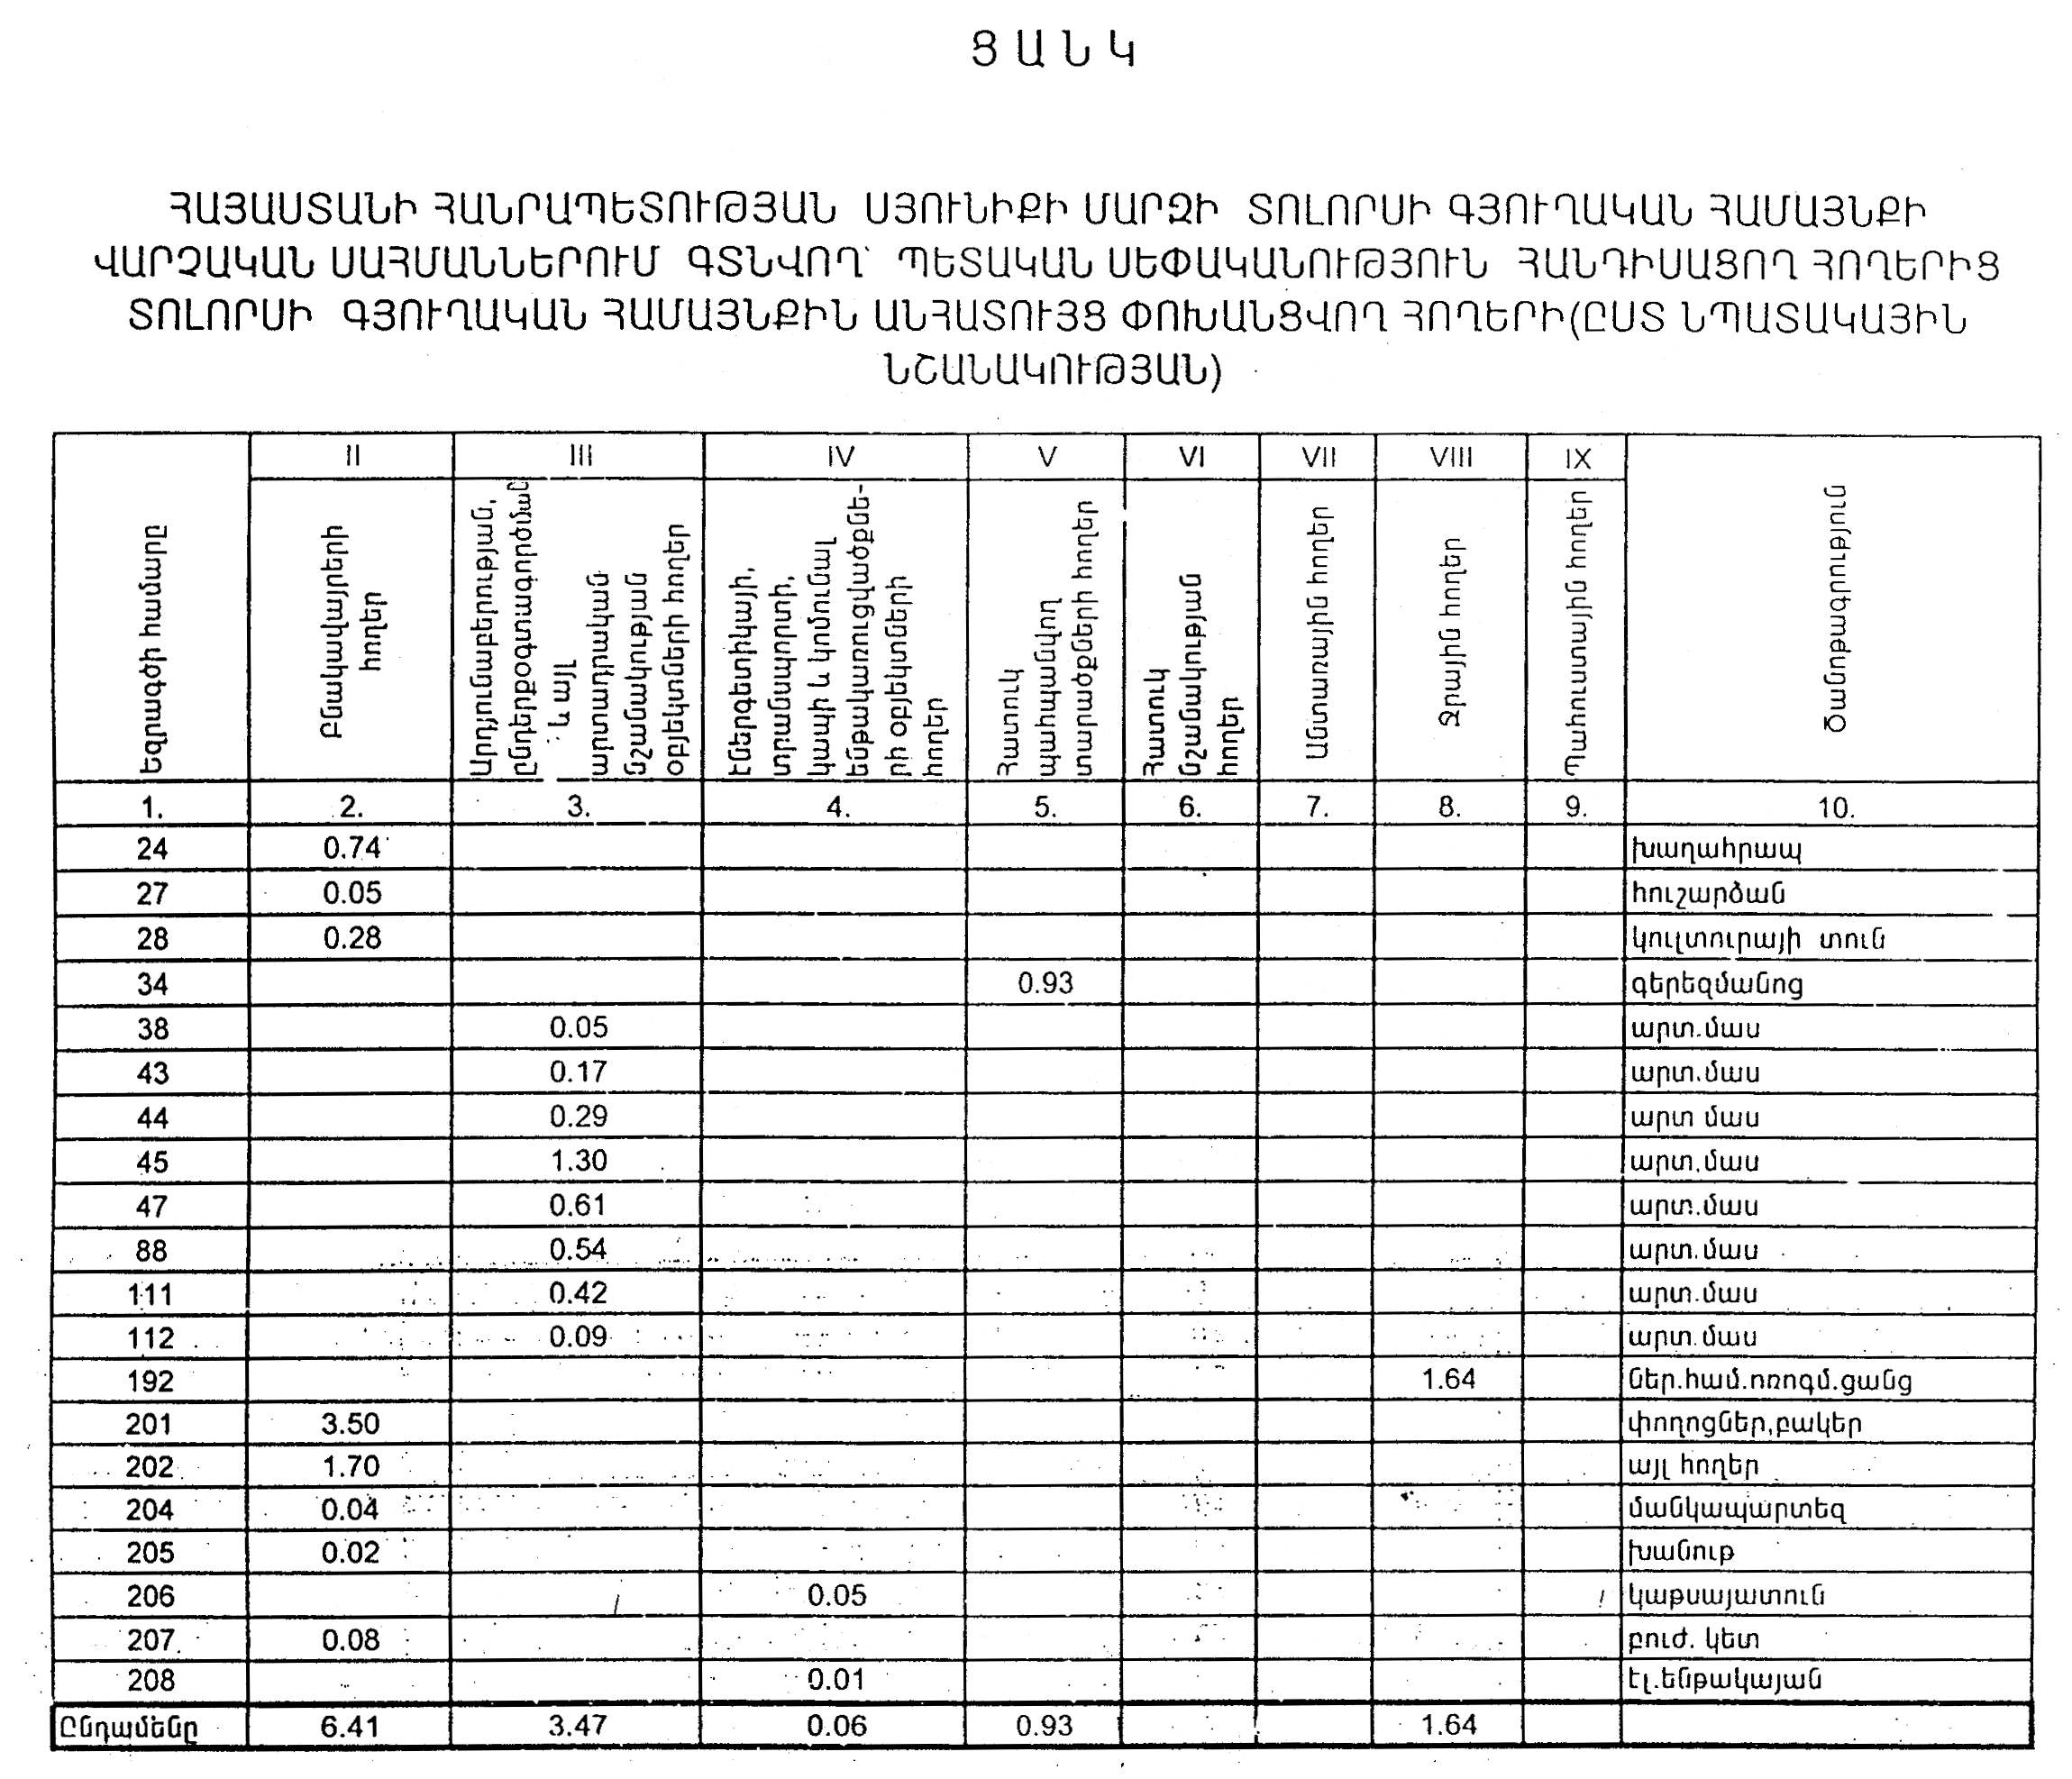 ՑԱՆԿ
ՀԱՅԱՍՏԱՆԻ ՀԱՆՐԱՊԵՏՈՒԹՅԱՆ ՍՅՈՒՆԻՔԻ ՄԱՐԶԻ ՏՈԼՈՐՍԻ ԳՅՈՒՂԱԿԱՆ ՀԱՄԱՅՆՔԻ
ՎԱՐՉԱԿԱՆ ՍԱՀՄԱՆՆԵՐՈՒՄ ԳՏՆՎՈՂ՝ ՊԵՏԱԿԱՆ ՍԵՓԱԿԱՆՈՒԹՅՈՒՆ ՀԱՆԴԻՍԱՑՈՂ ՀՈՂԵՐԻՑ
ՏՈԼՈՐՍԻ ԳՅՈՒՂԱԿԱՆ ՀԱՄԱՅՆՔԻՆ ԱՆՀԱՏՈՒՅՑ ՓՈԽԱՆՑՎՈՂ ՀՈՂԵՐԻ(ԸՍՏ ՆՊԱՏԱԿԱՅԻՆ
ՆՇԱՆԱԿՈՒԹՅԱՆ)
II III IV V VI VII VIII IX
Եզրագծի համարը
Բնակավայրերի
հողեր
Արդյունաբերության,
ընդերքօգտագործման
և այլ
արտադրական
նշանակության
օբյեկտների հողեր
Էներգետիկայի,
տրանսպորտի,
կապի և կոմունալ
ենթակառուցվածքնե-
րի օբյեկտների
հողեր
Հատուկ
պահպանվող
տարածքների հողեր
Հատուկ
նշանակության
հողեր
Անտառային հողեր
Ջրային հողեր
Պահուստային հողեր
Ծանոթագրություն
1. 2. 3. 4. 5. 6. 7. 8. 9. 10.
24 0.74 խաղահրապ
27 0.05 հուշարձան
28 0.28 կուլտուրայի տուն
34 0.93 գերեզմանոց
38 0.05 արտ.մաս
43 0.17 արտ.մաս
44 0.29 արտ մաս
45 1.30 արտ.մաս
47 0.61 արտ.մաս
88 0.54 արտ.մաս
111 0.42 արտ.մաս
112 0.09 արտ.մաս
192 1.64 ներ.համ.ոռոգմ.ցանց
201 3.50 փողոցներ,բակեր
202 1.70 այլ հողեր
204 0.04 մանկապարտեզ
205 0.02 խանութ
206 0.05 կաթսայատուն
207 0.08 բուժ. կետ
208 0.01 էլ.ենթակայան
Ընդամենը 6.41 3.47 0.06 0.93 1.64